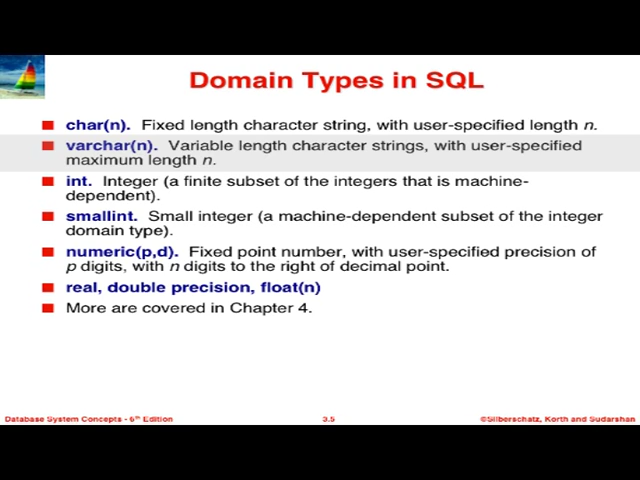 Domain Types in SQL
char(n). Fixed length character string, with user-specified length n.
varchar(n). Variable length character strings, with user-specified
maximum length n.
int. Integer (a finite subset of the integers that is machine-
dependent).
smallint. Small integer (a machine-dependent subset of the integer
domain type).
numeric(p,d). Fixed point number, with user-specified precision of
p digits, with n digits to the right of decimal point.
real, double precision, float(n)
More are covered in Chapter 4.
Database System Concepts - 6th Edition 3.5 ©Silberschatz, Korth and Sudarshan